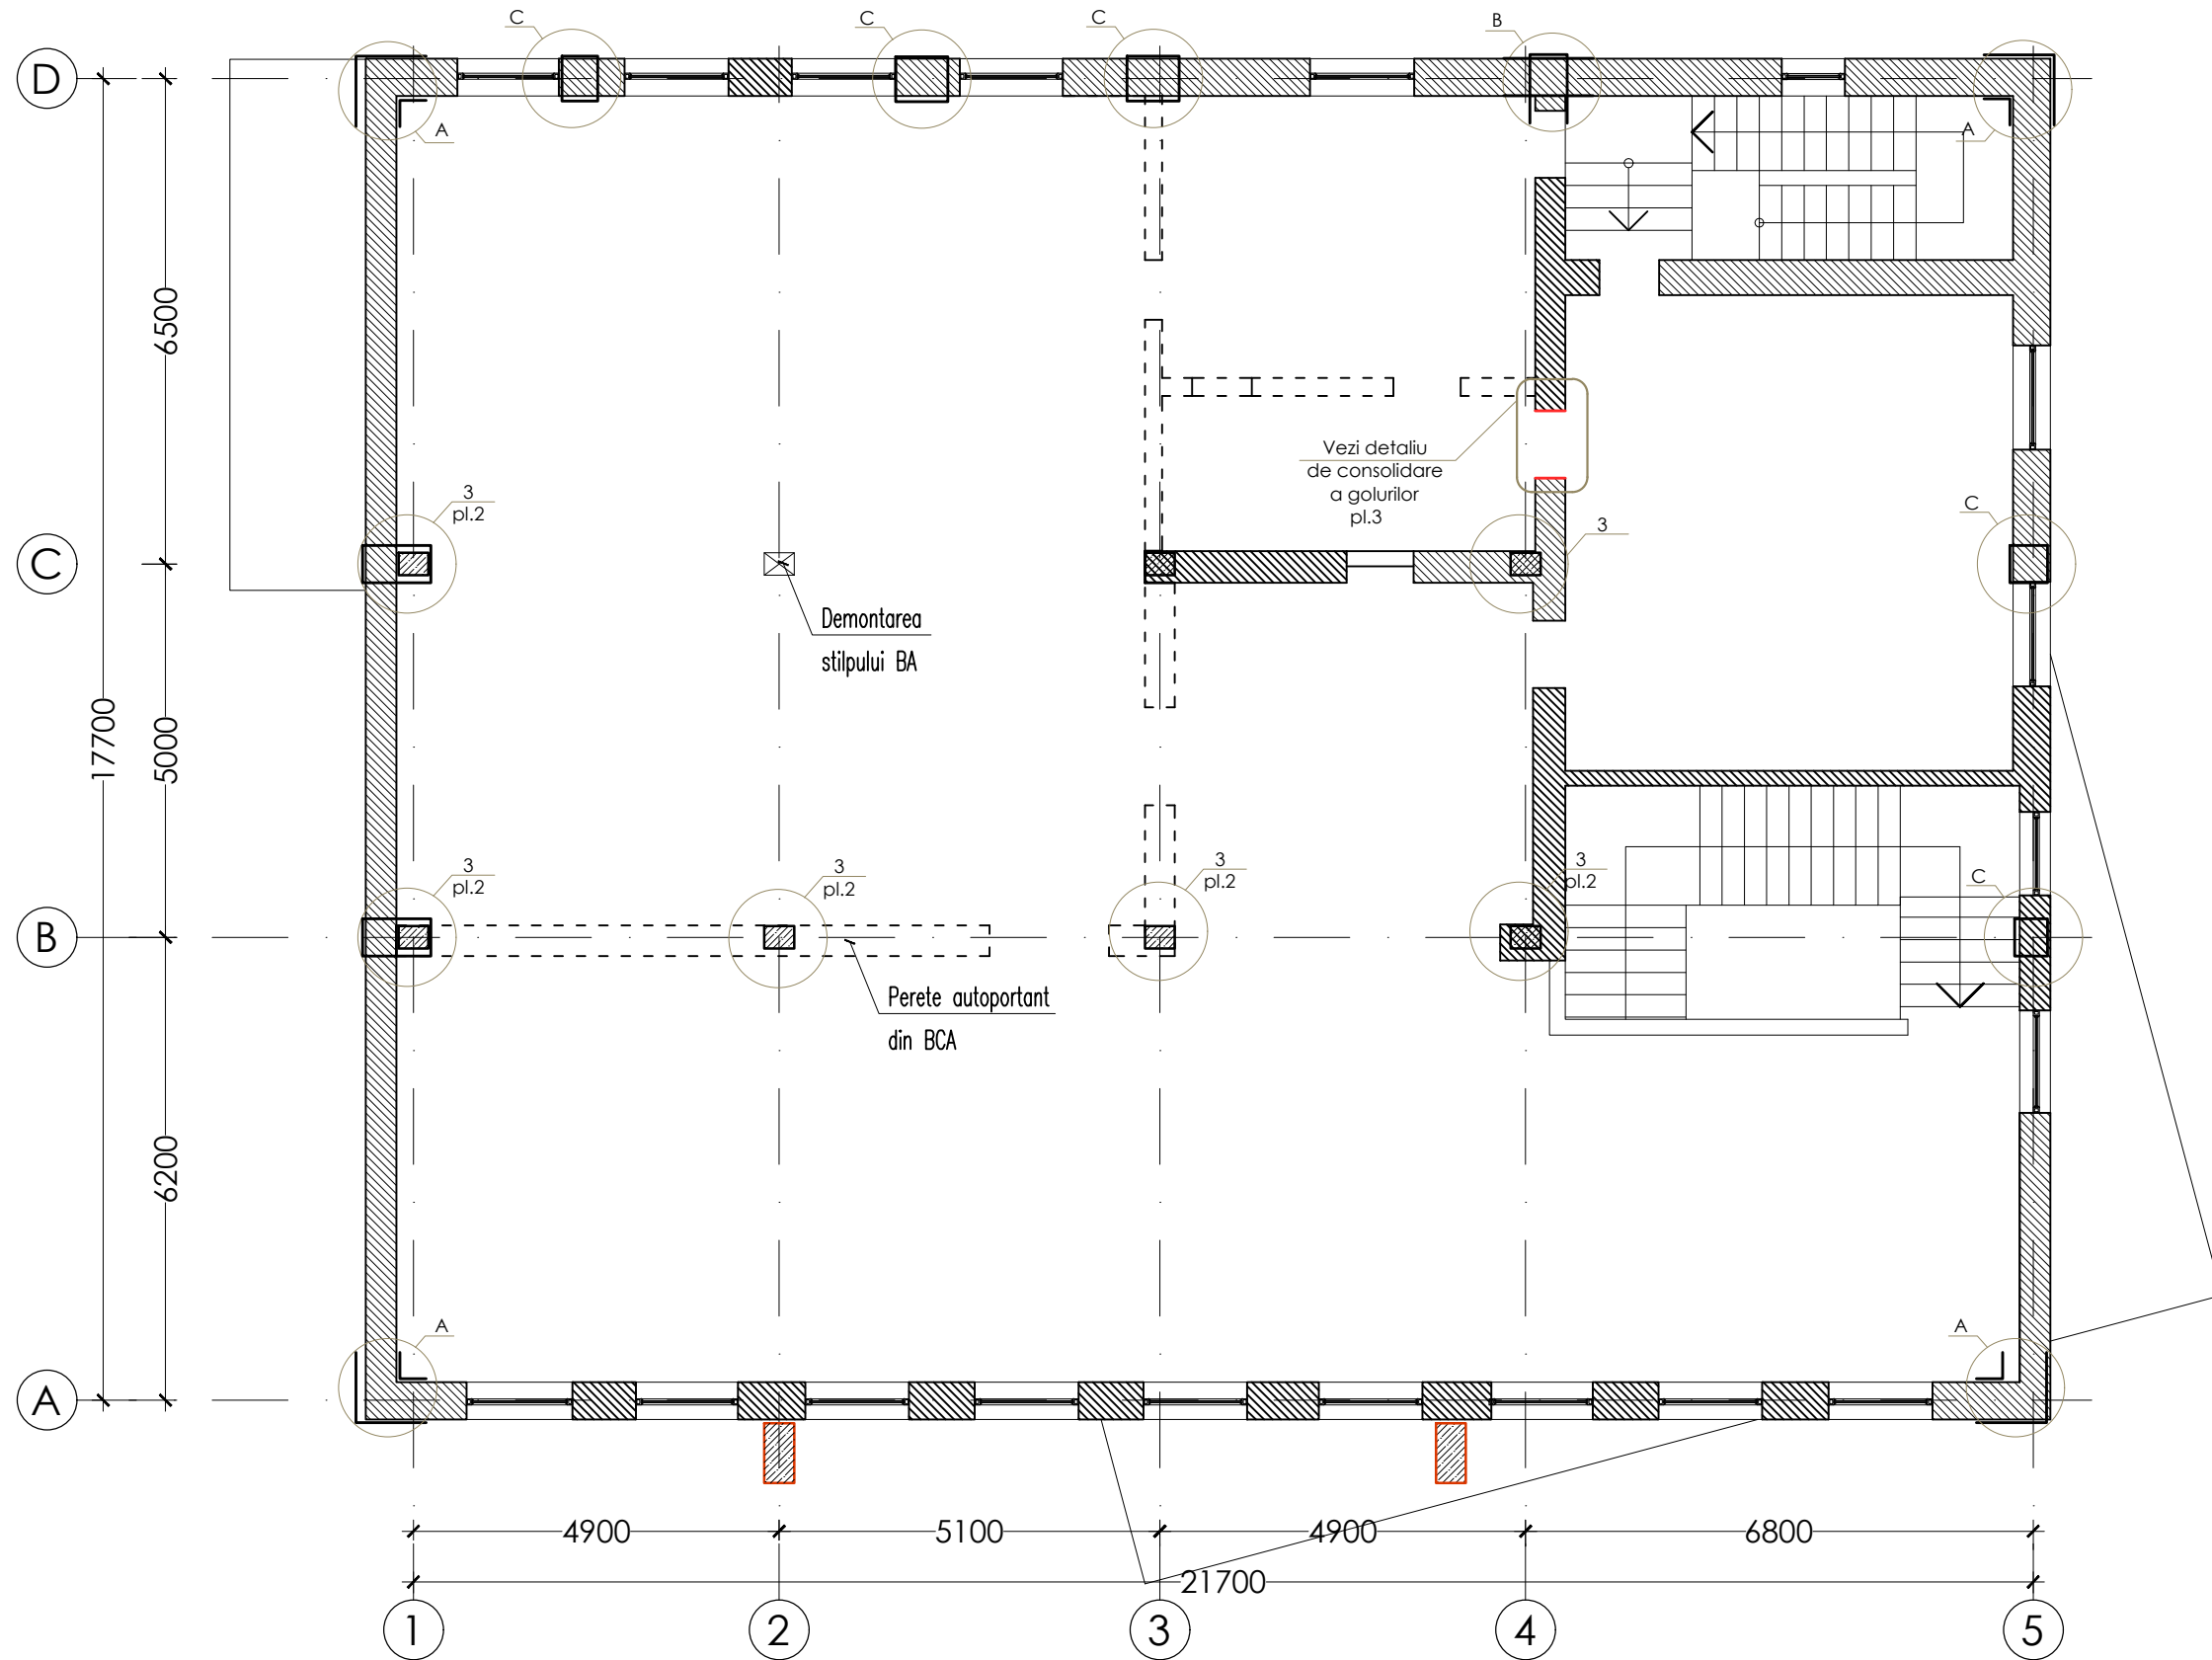 C
C
C
B
D
A
A
6500
3
pl.2
Vezi detaliu
de consolidare
a golurilor
pl.3
3
C
C
Demontarea
stilpului BA
17700
5000
3
pl.2
3
pl.2
3
pl.2
3
pl.2
C
B
Perete autoportant
din BCA
6200
A
A
A
4900
5100
4900
6800
21700
1
2
3
4
5